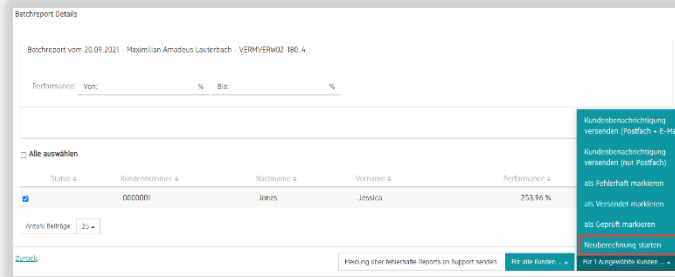 Batchreport Details
Batchreport vom 20.09.2021 - Maximilian Amadeus Lauterbach - VERMVERW02-180_4
Performance: Von: % Bis: %
Kundenbenachrichtigung
versenden (Postfach + E-Ma
Kundenbenachrichtigung
versenden (nur Postfach)
als Fehlerhaft markieren
als Versendet markieren
als Geprüft markieren
Neuberechnung starten
Alle auswählen
Status Kundennummer Nachname Vorname Performance
0000001 Jones Jessica 253,96 %
Anzahl Beiträge: 25
Zurück
Meldung über fehlerhafte Reports an Support senden
Für alle Kunden ...
Für 1 Ausgewählte Kunden ...